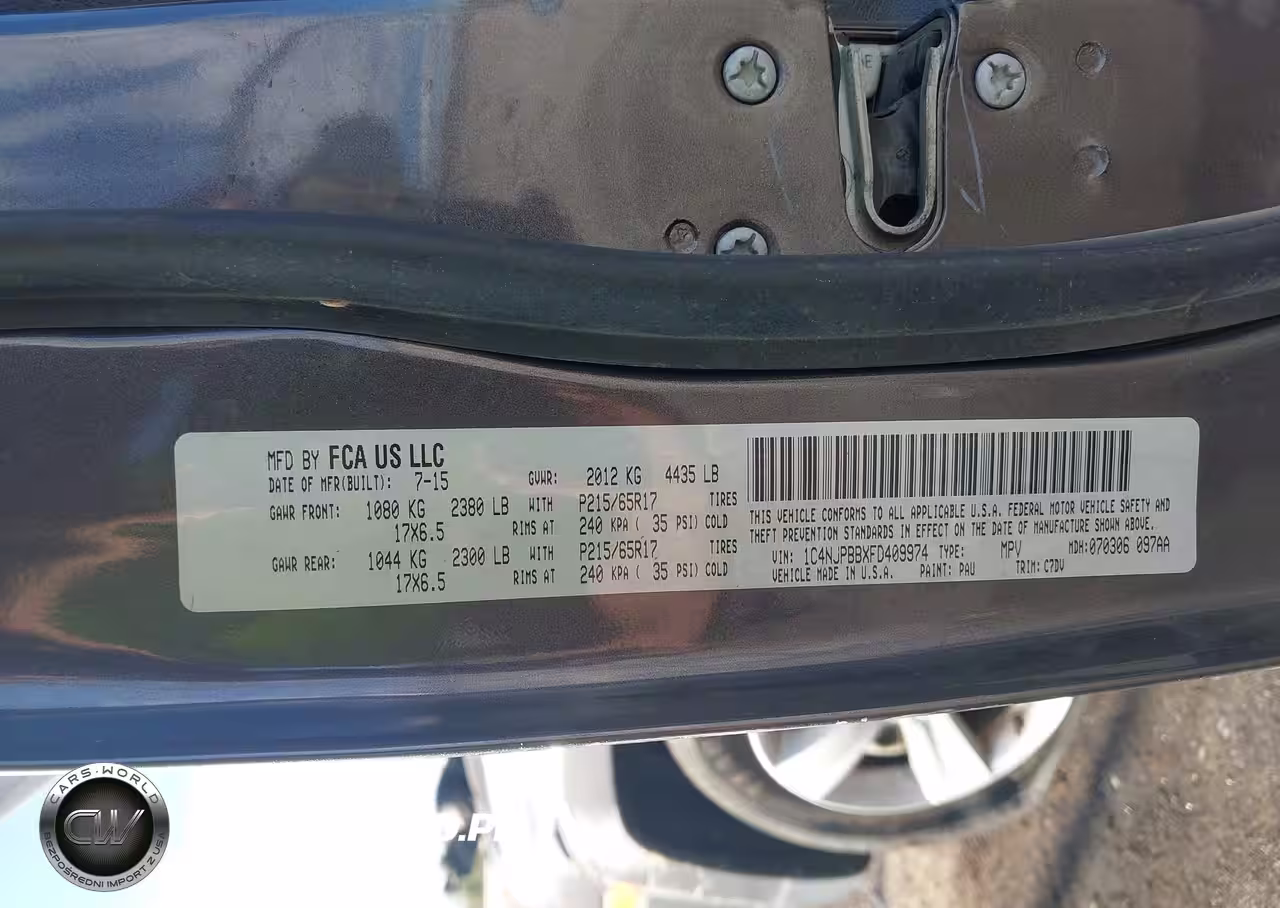 MFD BY FCA US LLC
DATE OF MFR(BUILT): 7-15 GVWR: 2012 KG 4435 LB
GAWR FRONT: 1080 KG 2380 LB WITH P215/65R17 TIRES
17X6.5 RIMS AT 240 KPA ( 35 PSI) COLD
GAWR REAR: 1044 KG 2300 LB WITH P215/65R17 TIRES
17X6.5 RIMS AT 240 KPA ( 35 PSI) COLD
THIS VEHICLE CONFORMS TO ALL APPLICABLE U.S.A. FEDERAL MOTOR VEHICLE SAFETY AND
THEFT PREVENTION STANDARDS IN EFFECT ON THE DATE OF MANUFACTURE SHOWN ABOVE.
VIN: 1C4NJPBBXFD409974 TYPE: MPV MDH:070306 097AA
VEHICLE MADE IN U.S.A. PAINT: PAU TRIM: C7DV
CARS-WORLD
CW
BEZPOŚREDNI IMPORT Z USA